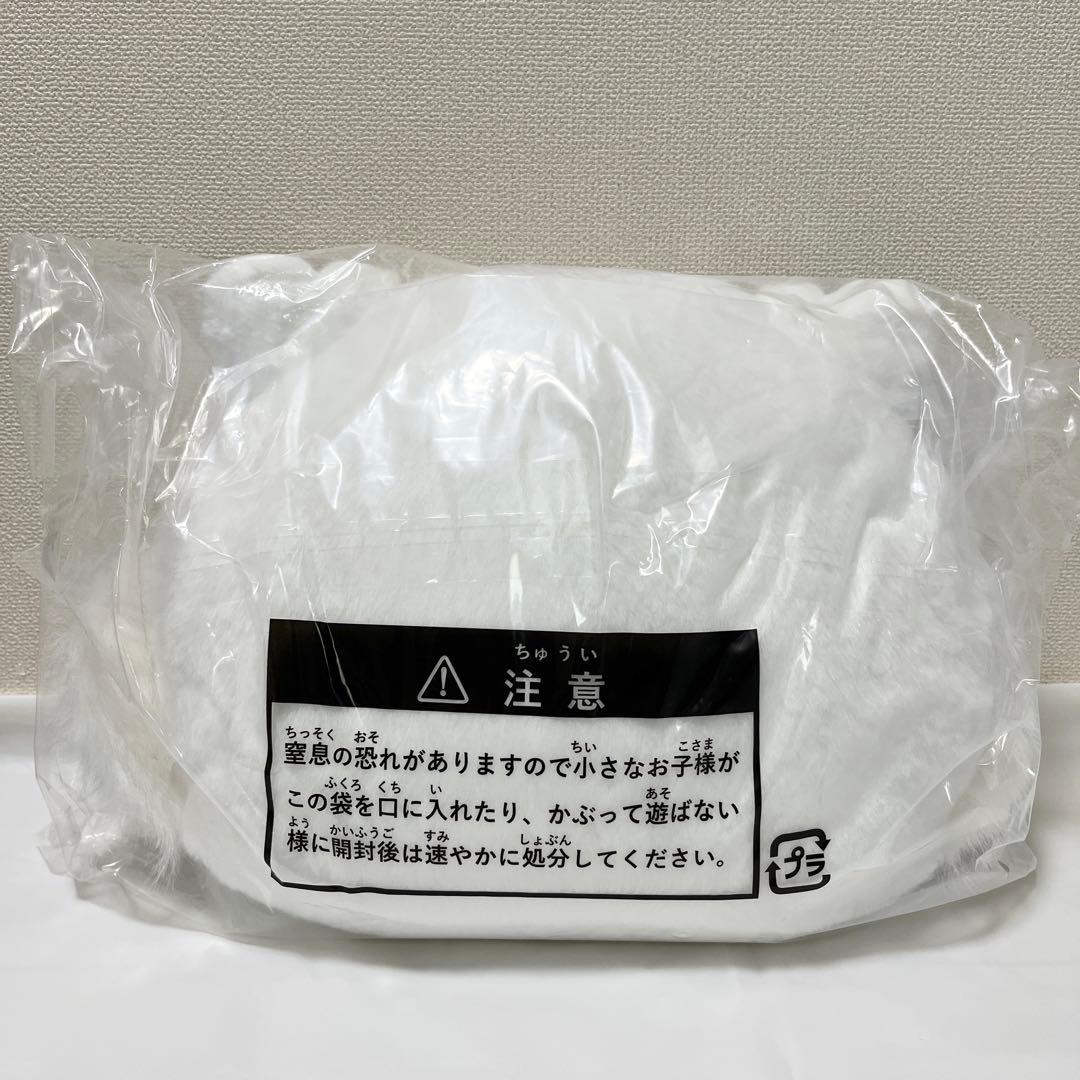 ちゅうい
注意
ちっそく おそ ちい こさま
窒息の恐れがありますので小さなお子様が
ふくろ くち い あそ
この袋を口に入れたり、かぶって遊ばない
よう かいふうご すみ しょぶん
様に開封後は速やかに処分してください。
プラ